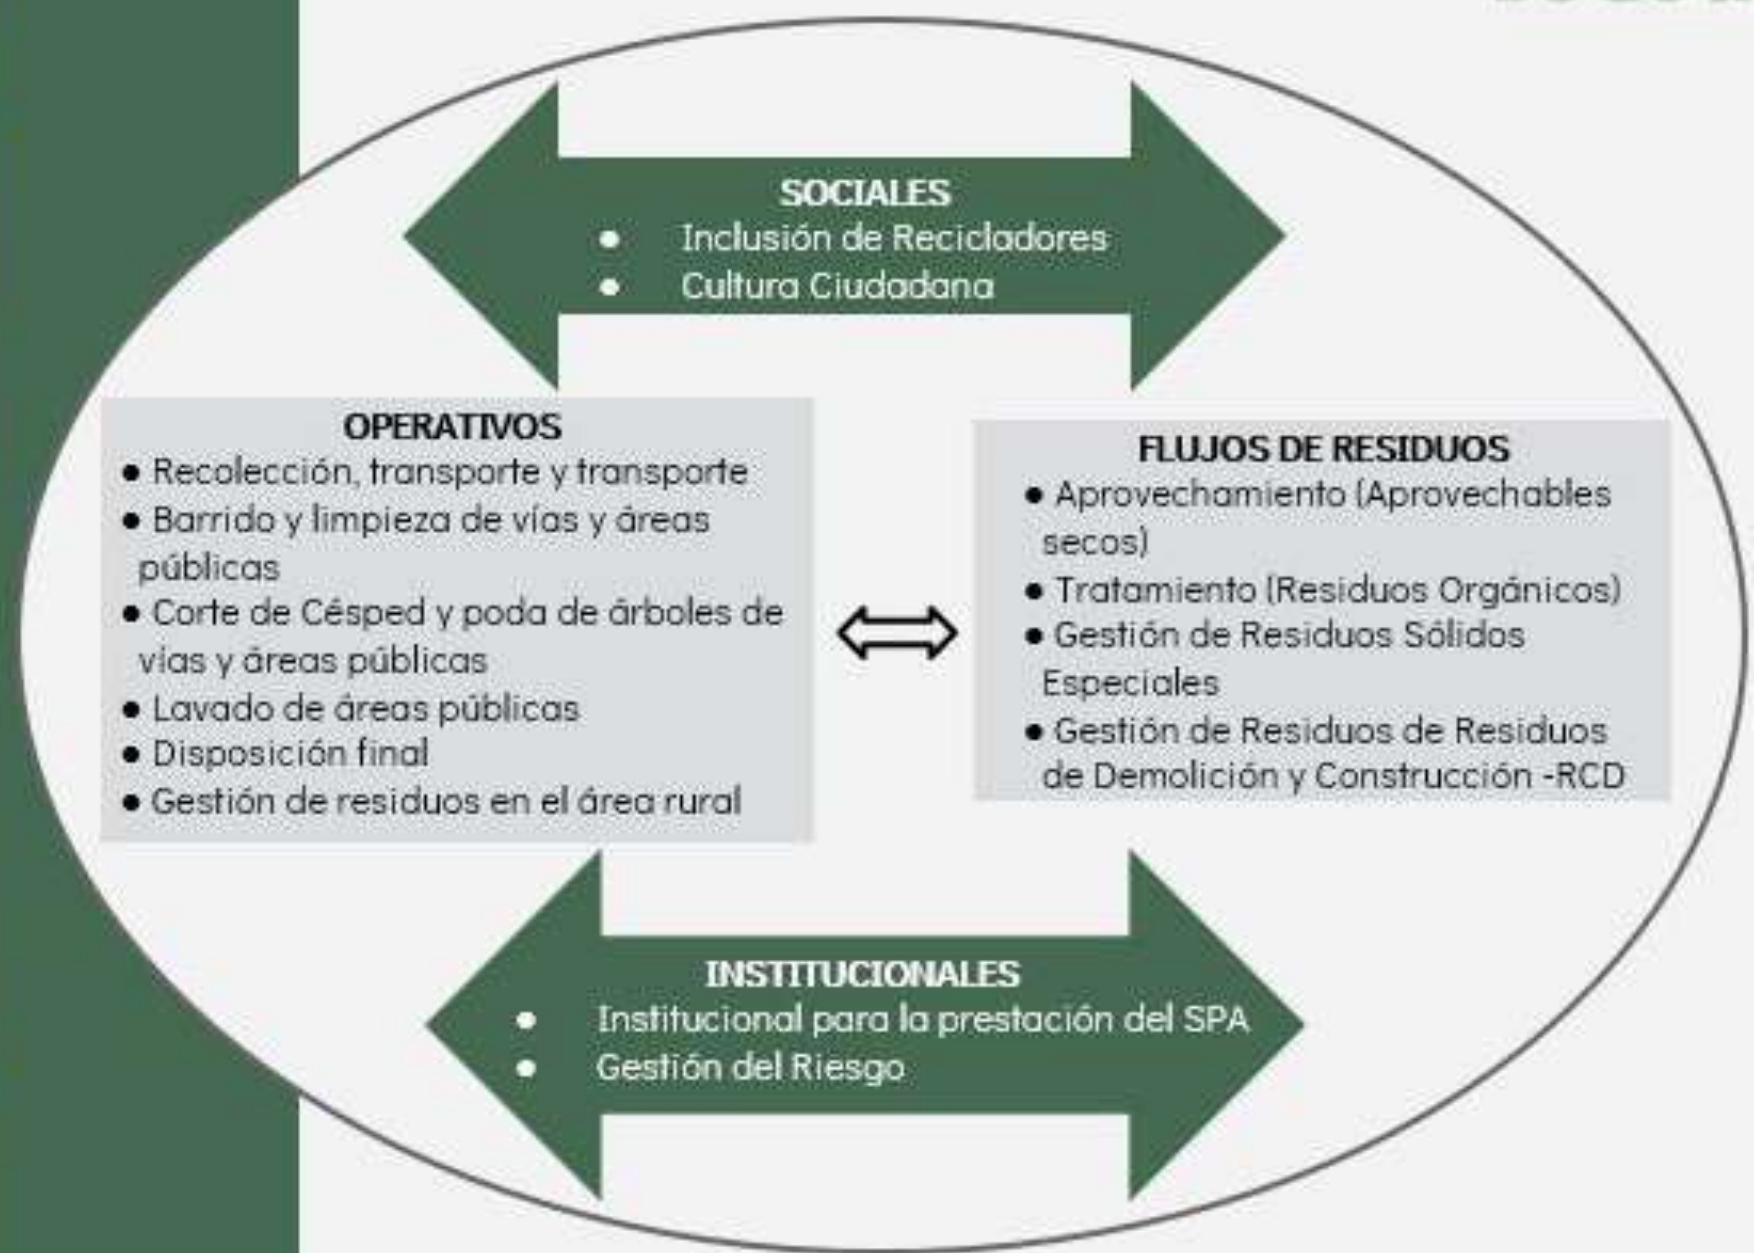 SOCIALES
● Inclusión de Recicladores
● Cultura Ciudadana
OPERATIVOS
● Recolección, transporte y transporte
● Barrido y limpieza de vías y áreas
públicas
● Corte de Césped y poda de árboles de
vías y áreas públicas
● Lavado de áreas públicas
● Disposición final
● Gestión de residuos en el área rural
FLUJOS DE RESIDUOS
● Aprovechamiento (Aprovechables
secos)
● Tratamiento (Residuos Orgánicos)
● Gestión de Residuos Sólidos
Especiales
● Gestión de Residuos de Residuos
de Demolición y Construcción -RCD
INSTITUCIONALES
● Institucional para la prestación del SPA
● Gestión del Riesgo